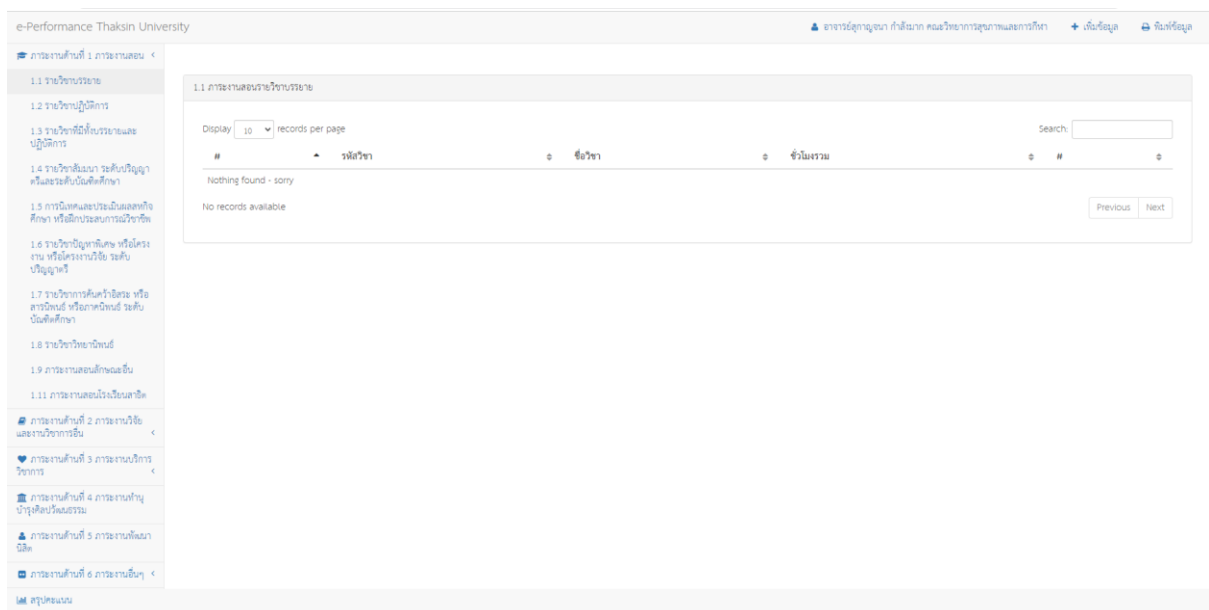 e-Performance Thaksin University
อาจารย์สุกาญจนา กำลังมาก คณะวิทยาการสุขภาพและการกีฬา
เพิ่มข้อมูล
พิมพ์ข้อมูล
ภาระงานด้านที่ 1 ภาระงานสอน
1.1 รายวิชาบรรยาย
1.2 รายวิชาปฏิบัติการ
1.3 รายวิชาที่มีทั้งบรรยายและ
ปฏิบัติการ
1.4 รายวิชาสัมมนา ระดับปริญญา
ตรีและระดับบัณฑิตศึกษา
1.5 การนิเทศและประเมินผลสหกิจ
ศึกษา หรือฝึกประสบการณ์วิชาชีพ
1.6 รายวิชาปัญหาพิเศษ หรือโครง
งาน หรือโครงงานวิจัย ระดับ
ปริญญาตรี
1.7 รายวิชาการค้นคว้าอิสระ หรือ
สารนิพนธ์ หรือภาคนิพนธ์ ระดับ
บัณฑิตศึกษา
1.8 รายวิชาวิทยานิพนธ์
1.9 ภาระงานสอนลักษณะอื่น
1.11 ภาระงานสอนโรงเรียนสาธิต
ภาระงานด้านที่ 2 ภาระงานวิจัย
และงานวิชาการอื่น
ภาระงานด้านที่ 3 ภาระงานบริการ
วิชาการ
ภาระงานด้านที่ 4 ภาระงานทำนุ
บำรุงศิลปวัฒนธรรม
ภาระงานด้านที่ 5 ภาระงานพัฒนา
นิสิต
ภาระงานด้านที่ 6 ภาระงานอื่นๆ
สรุปคะแนน
1.1 ภาระงานสอนรายวิชาบรรยาย
Display 10 records per page
Search:
# รหัสวิชา ชื่อวิชา ชั่วโมงรวม #
Nothing found - sorry
No records available
Previous Next